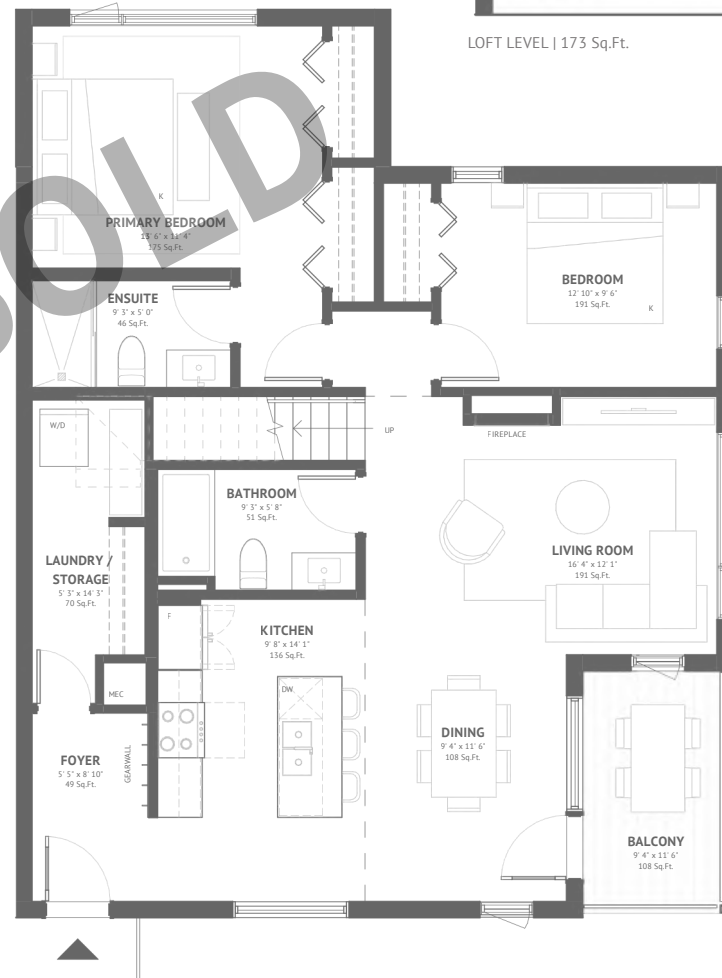 LOFT LEVEL | 173 Sq.Ft.
SOLD
K
PRIMARY BEDROOM
13' 6" x 11' 4"
175 Sq.Ft.
ENSUITE
9' 3" x 5' 0"
46 Sq.Ft.
BEDROOM
12' 10" x 9' 6"
191 Sq.Ft.
K
W/D
UP
FIREPLACE
BATHROOM
9' 3" x 5' 8"
51 Sq.Ft.
LAUNDRY /
STORAGE
5' 3" x 14' 3"
70 Sq.Ft.
LIVING ROOM
16' 4" x 12' 1"
191 Sq.Ft.
F
KITCHEN
9' 8" x 14' 1"
136 Sq.Ft.
MEC
DW
DINING
9' 4" x 11' 6"
108 Sq.Ft.
FOYER
5' 5" x 8' 10"
49 Sq.Ft.
GEARWALL
BALCONY
9' 4" x 11' 6"
108 Sq.Ft.